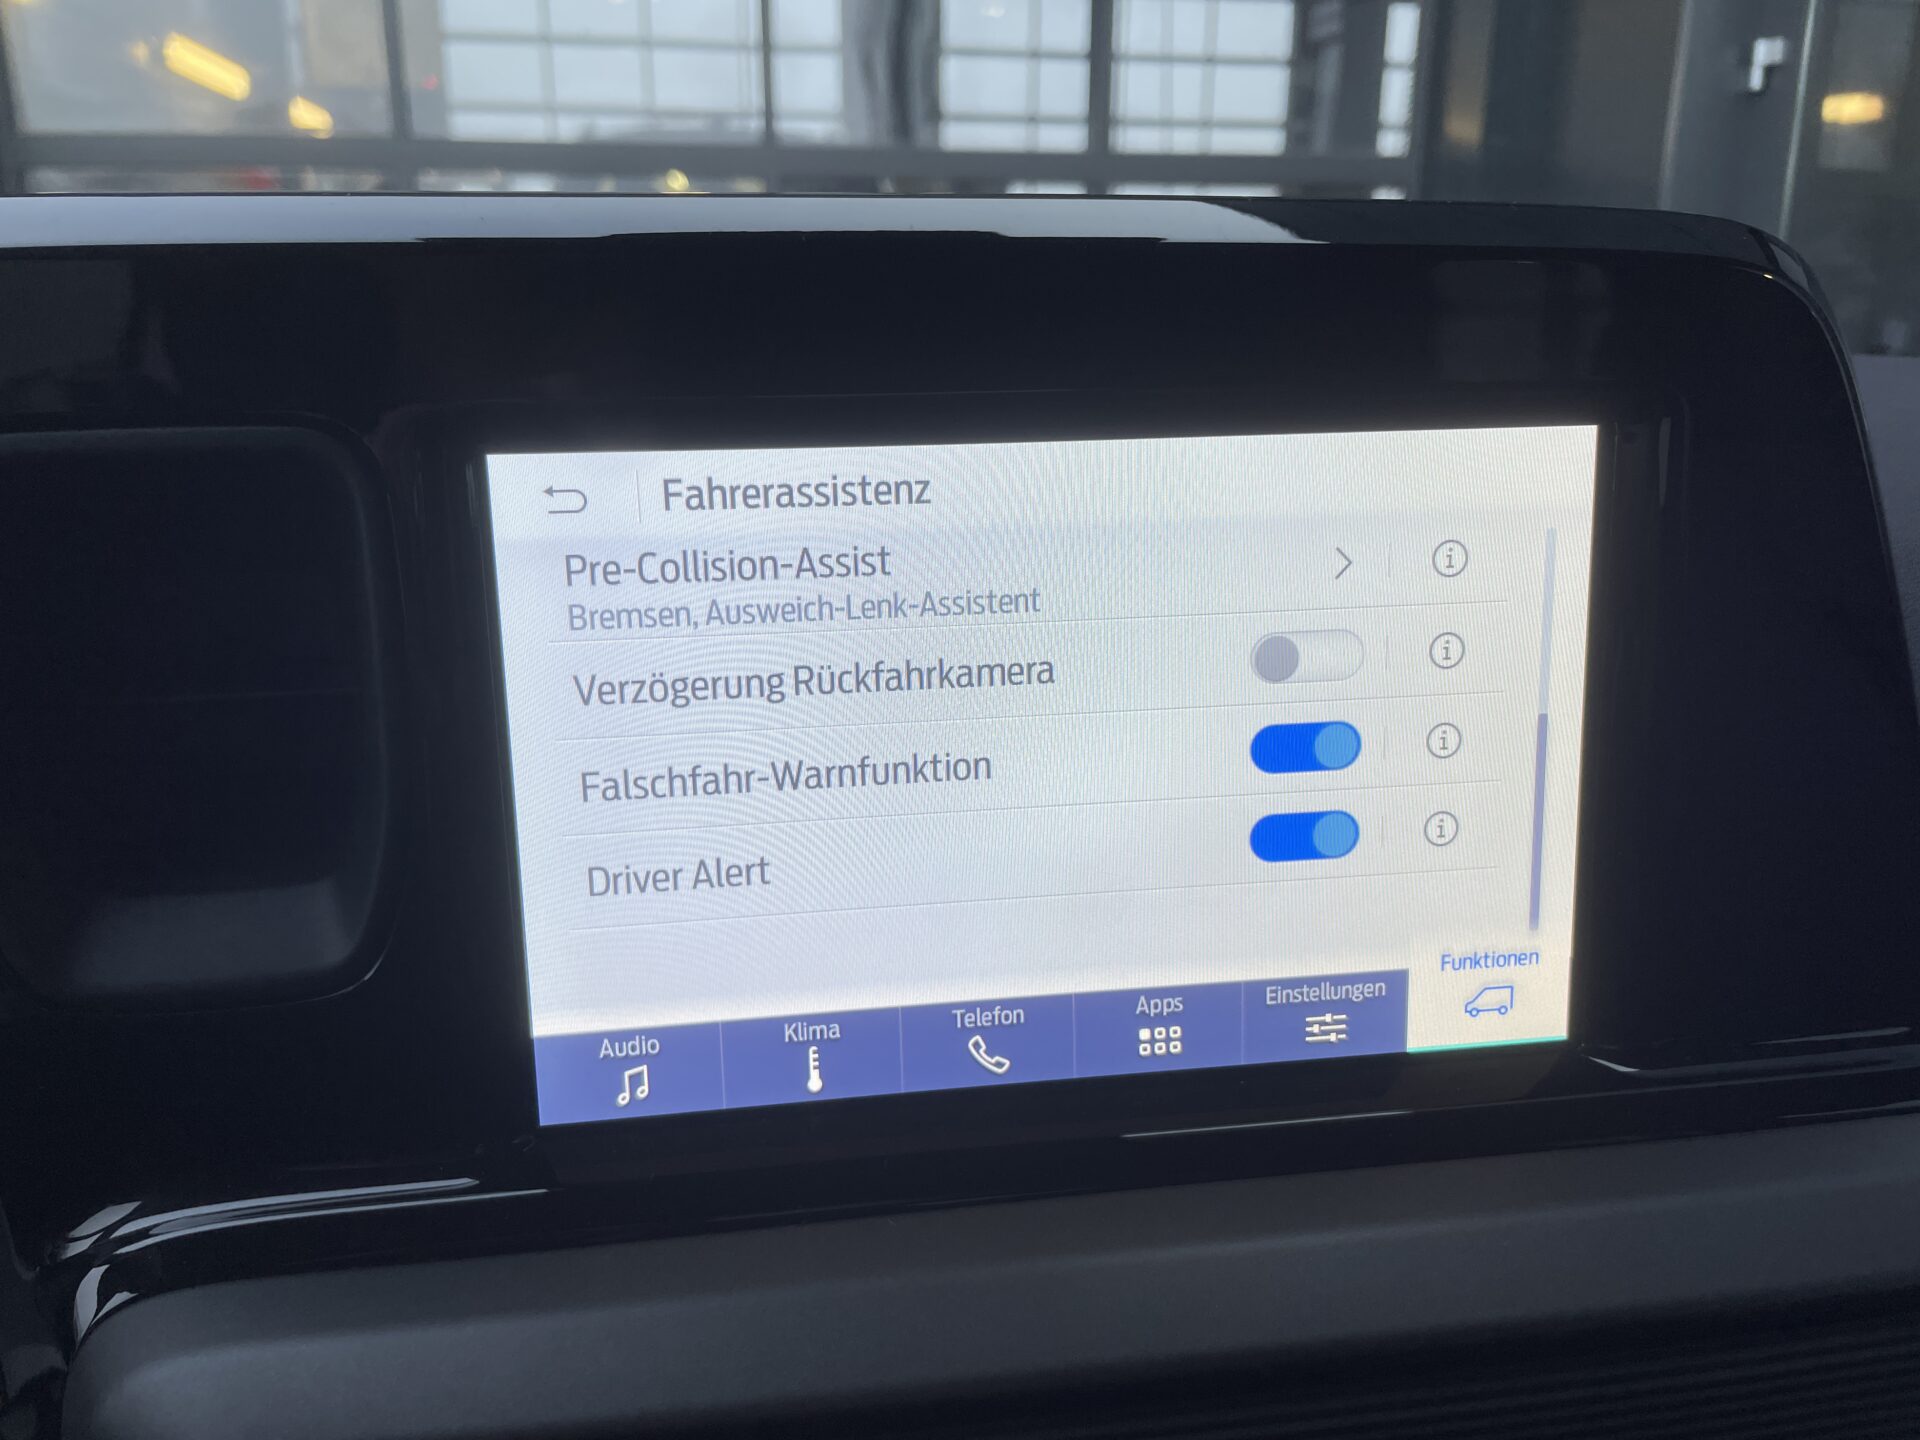 Fahrerassistenz
Pre-Collision-Assist
Bremsen, Ausweich-Lenk-Assistent
Verzögerung Rückfahrkamera
Falschfahr-Warnfunktion
Driver Alert
Audio
Klima
Telefon
Apps
Einstellungen
Funktionen